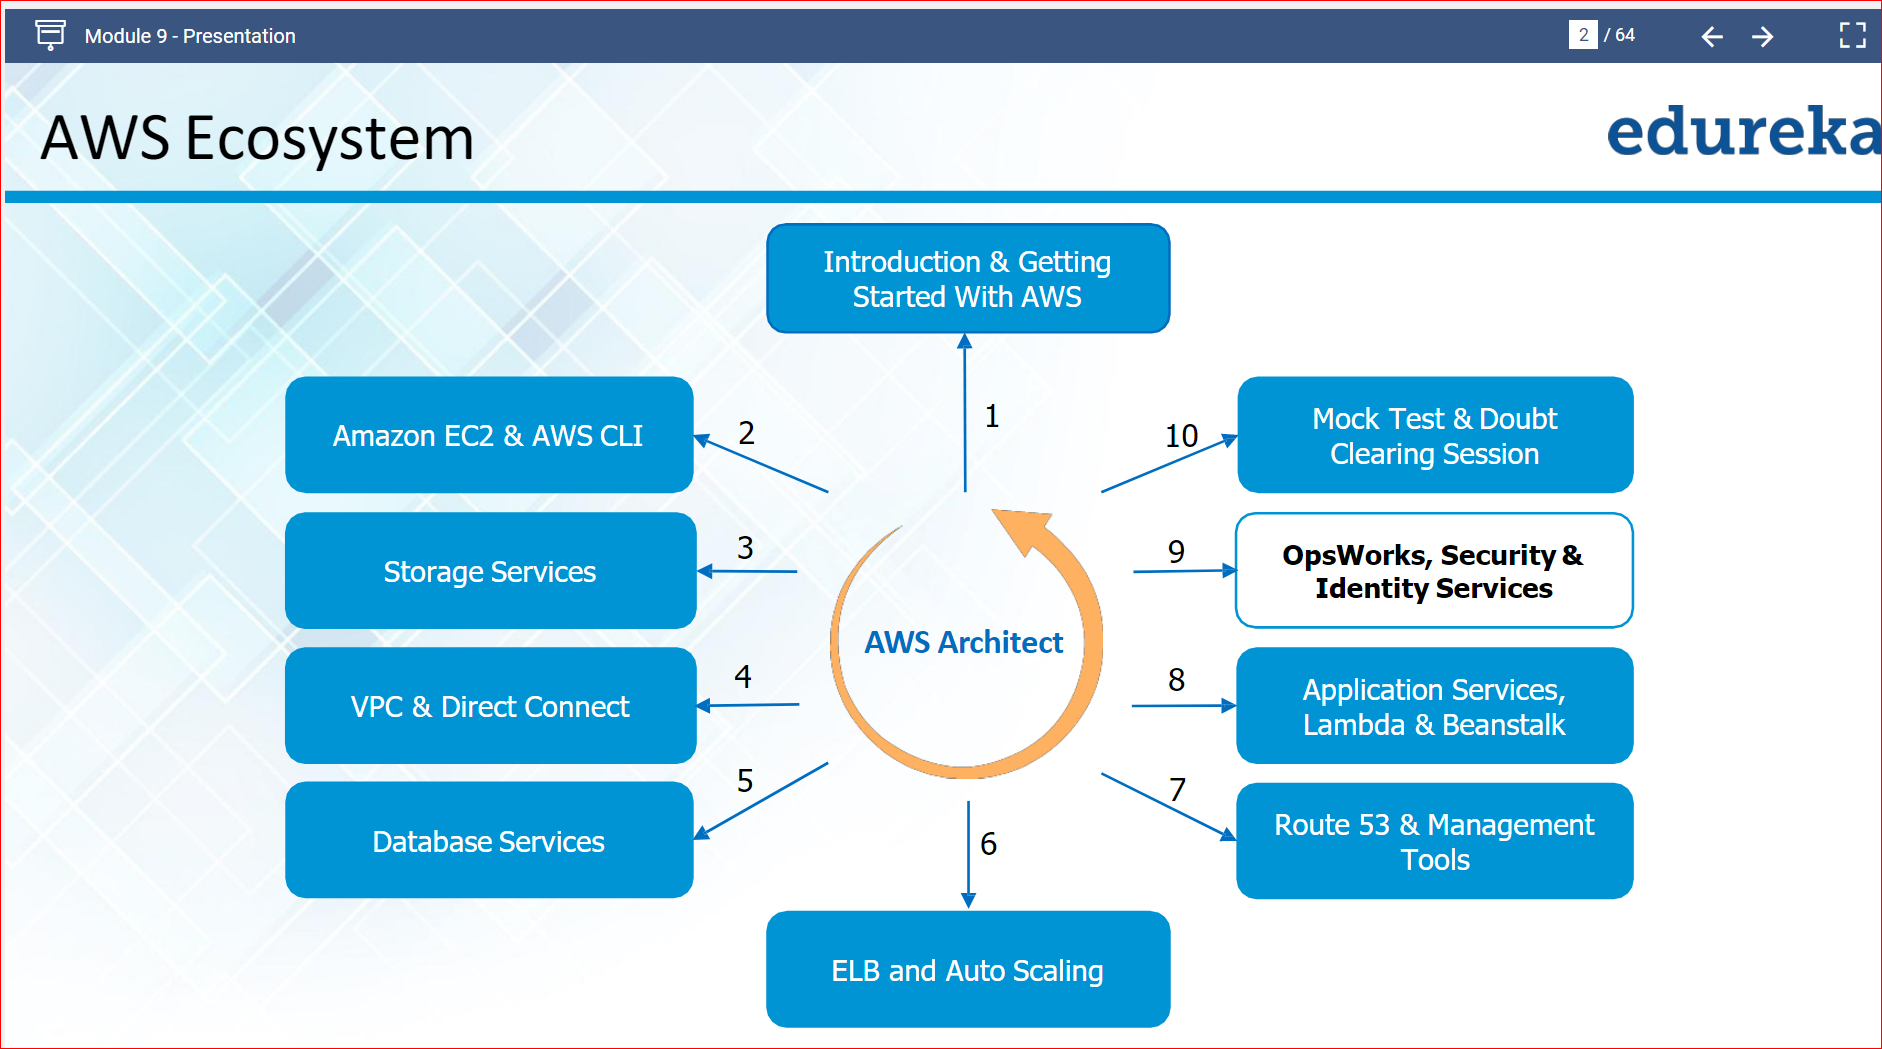 Module 9 - Presentation
2 / 64
AWS Ecosystem
edureka
Introduction & Getting
Started With AWS
1
Amazon EC2 & AWS CLI
2
Storage Services
3
VPC & Direct Connect
4
Database Services
5
AWS Architect
6
ELB and Auto Scaling
7
Route 53 & Management
Tools
8
Application Services,
Lambda & Beanstalk
9
OpsWorks, Security &
Identity Services
10
Mock Test & Doubt
Clearing Session